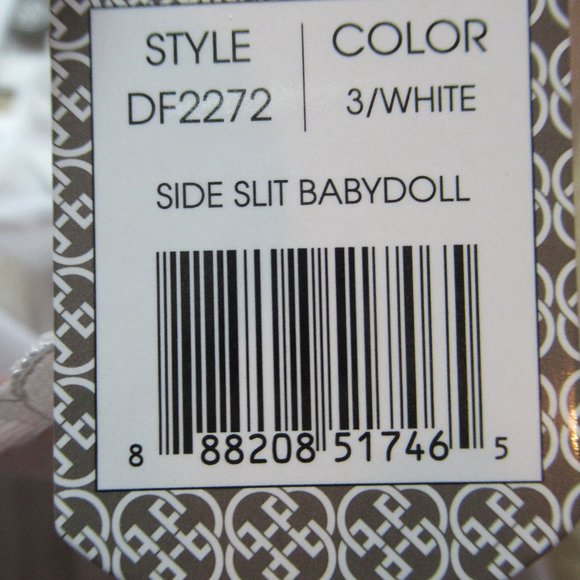 STYLE
DF2272
COLOR
3/WHITE
SIDE SLIT BABYDOLL
8 88208 51746 5